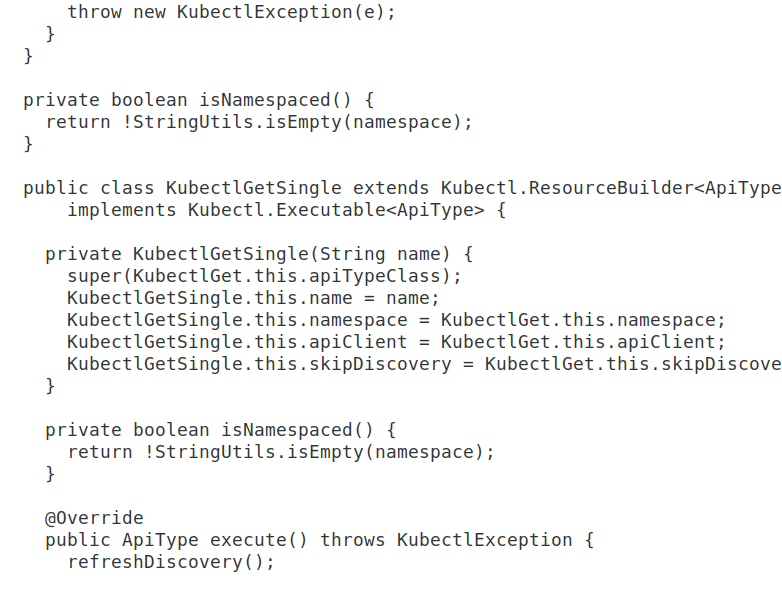 throw new KubectlException(e);
}
}
private boolean isNamespaced() {
return !StringUtils.isEmpty(namespace);
}
public class KubectlGetSingle extends Kubectl.ResourceBuilder<ApiType
implements Kubectl.Executable<ApiType> {
private KubectlGetSingle(String name) {
super(KubectlGet.this.apiTypeClass);
KubectlGetSingle.this.name = name;
KubectlGetSingle.this.namespace = KubectlGet.this.namespace;
KubectlGetSingle.this.apiClient = KubectlGet.this.apiClient;
KubectlGetSingle.this.skipDiscovery = KubectlGet.this.skipDiscove
}
private boolean isNamespaced() {
return !StringUtils.isEmpty(namespace);
}
@Override
public ApiType execute() throws KubectlException {
refreshDiscovery();